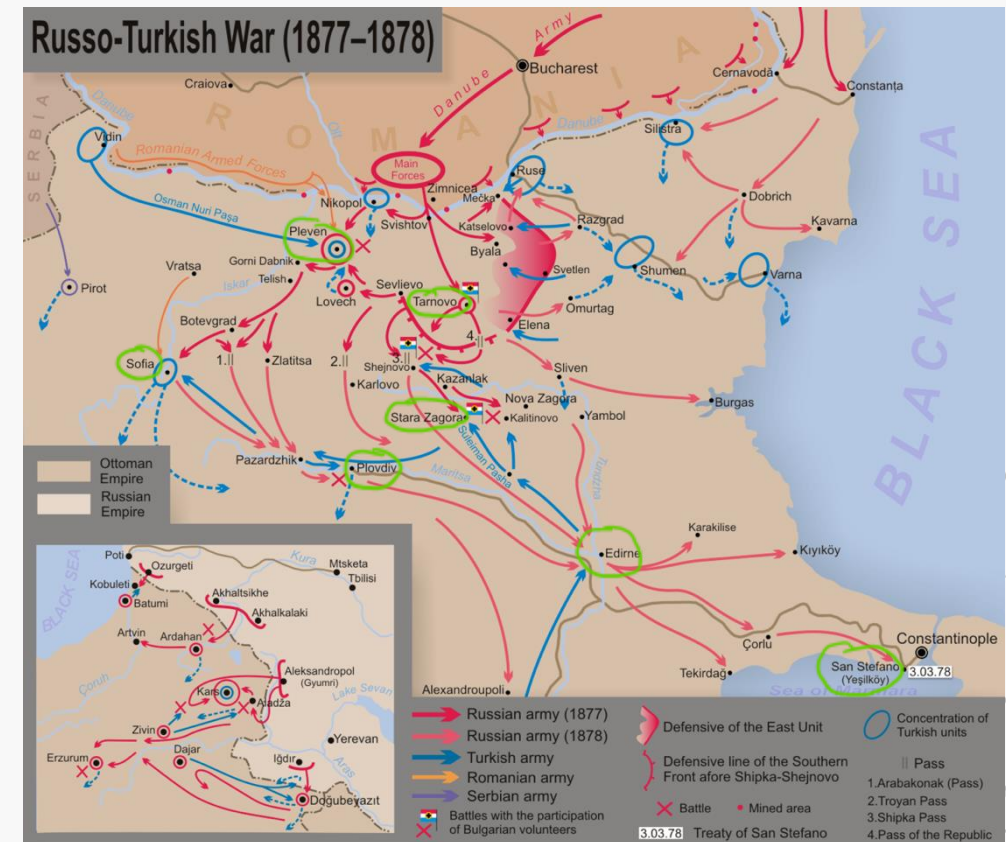 Russo-Turkish War (1877–1878)
Army
Danube
Bucharest
Craiova
Cernavodă
Constanța
R O M A N I A
SERBIA
Danube
Olt
Danube
Silistra
Vidin
Romanian Armed Forces
Main
Forces
Ruse
Zimnicea
Mečka
Dobrich
Osman Nuri Paşa
Nikopol
Svishtov
Katselovo
Razgrad
Kavarna
Pleven
Byala
Gorni Dabnik
Vratsa
Telish
Iskar
Lovech
Sevlievo
Tarnovo
Svetlen
Shumen
Varna
Pirot
Omurtag
Botevgrad
Elena
4.
1.
Zlatitsa
2.
3.
Shejnovo
Sofia
Sliven
Karlovo
Kazanlak
Nova Zagora
Burgas
Stara Zagora
Kalitinovo
Yambol
BLACK SEA
Suleiman Pasha
Tundzha
Pazardzhik
Plovdiv
Maritsa
Ottoman
Empire
Russian
Empire
Karakilise
Edirne
Kıyıköy
Çorlu
Constantinople
San Stefano
(Yeşilköy)
3.03.78
Tekirdağ
Sea of Marmara
Alexandroupoli
Poti
Ozurgeti
Kura
Mtsketa
Tbilisi
Kobuleti
BLACK SEA
Batumi
Akhaltsikhe
Akhalkalaki
Artvin
Ardahan
Çoruh
Aleksandropol
(Gyumri)
Kars
Aladža
Lake Sevan
Zivin
Yerevan
Erzurum
Dajar
Iğdır
Aras
Doğubeyazıt
Russian army (1877)
Russian army (1878)
Turkish army
Romanian army
Serbian army
Battles with the participation
of Bulgarian volunteers
Defensive of the East Unit
Defensive line of the Southern
Front afore Shipka-Shejnovo
Battle
Mined area
3.03.78 Treaty of San Stefano
Concentration of
Turkish units
Pass
1.Arabakonak (Pass)
2.Troyan Pass
3.Shipka Pass
4.Pass of the Republic